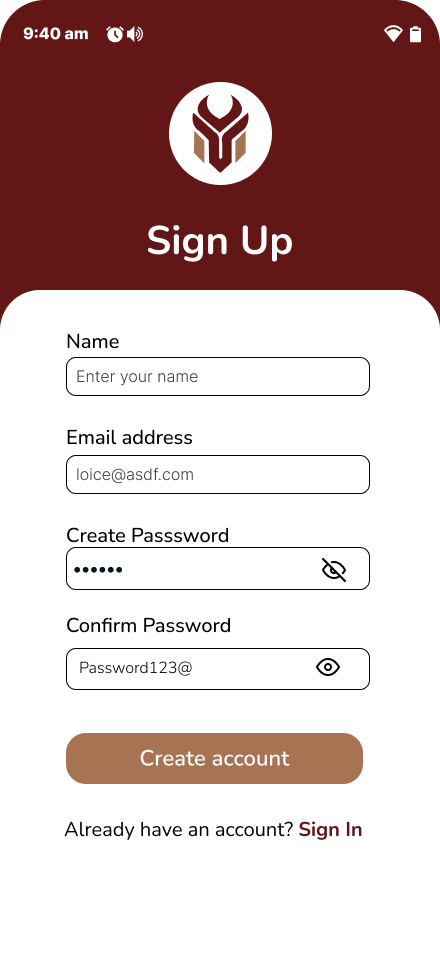 9:40 am
Sign Up
Name
Enter your name
Email address
loice@asdf.com
Create Passsword
••••••
Confirm Password
Password123@
Create account
Already have an account? Sign In